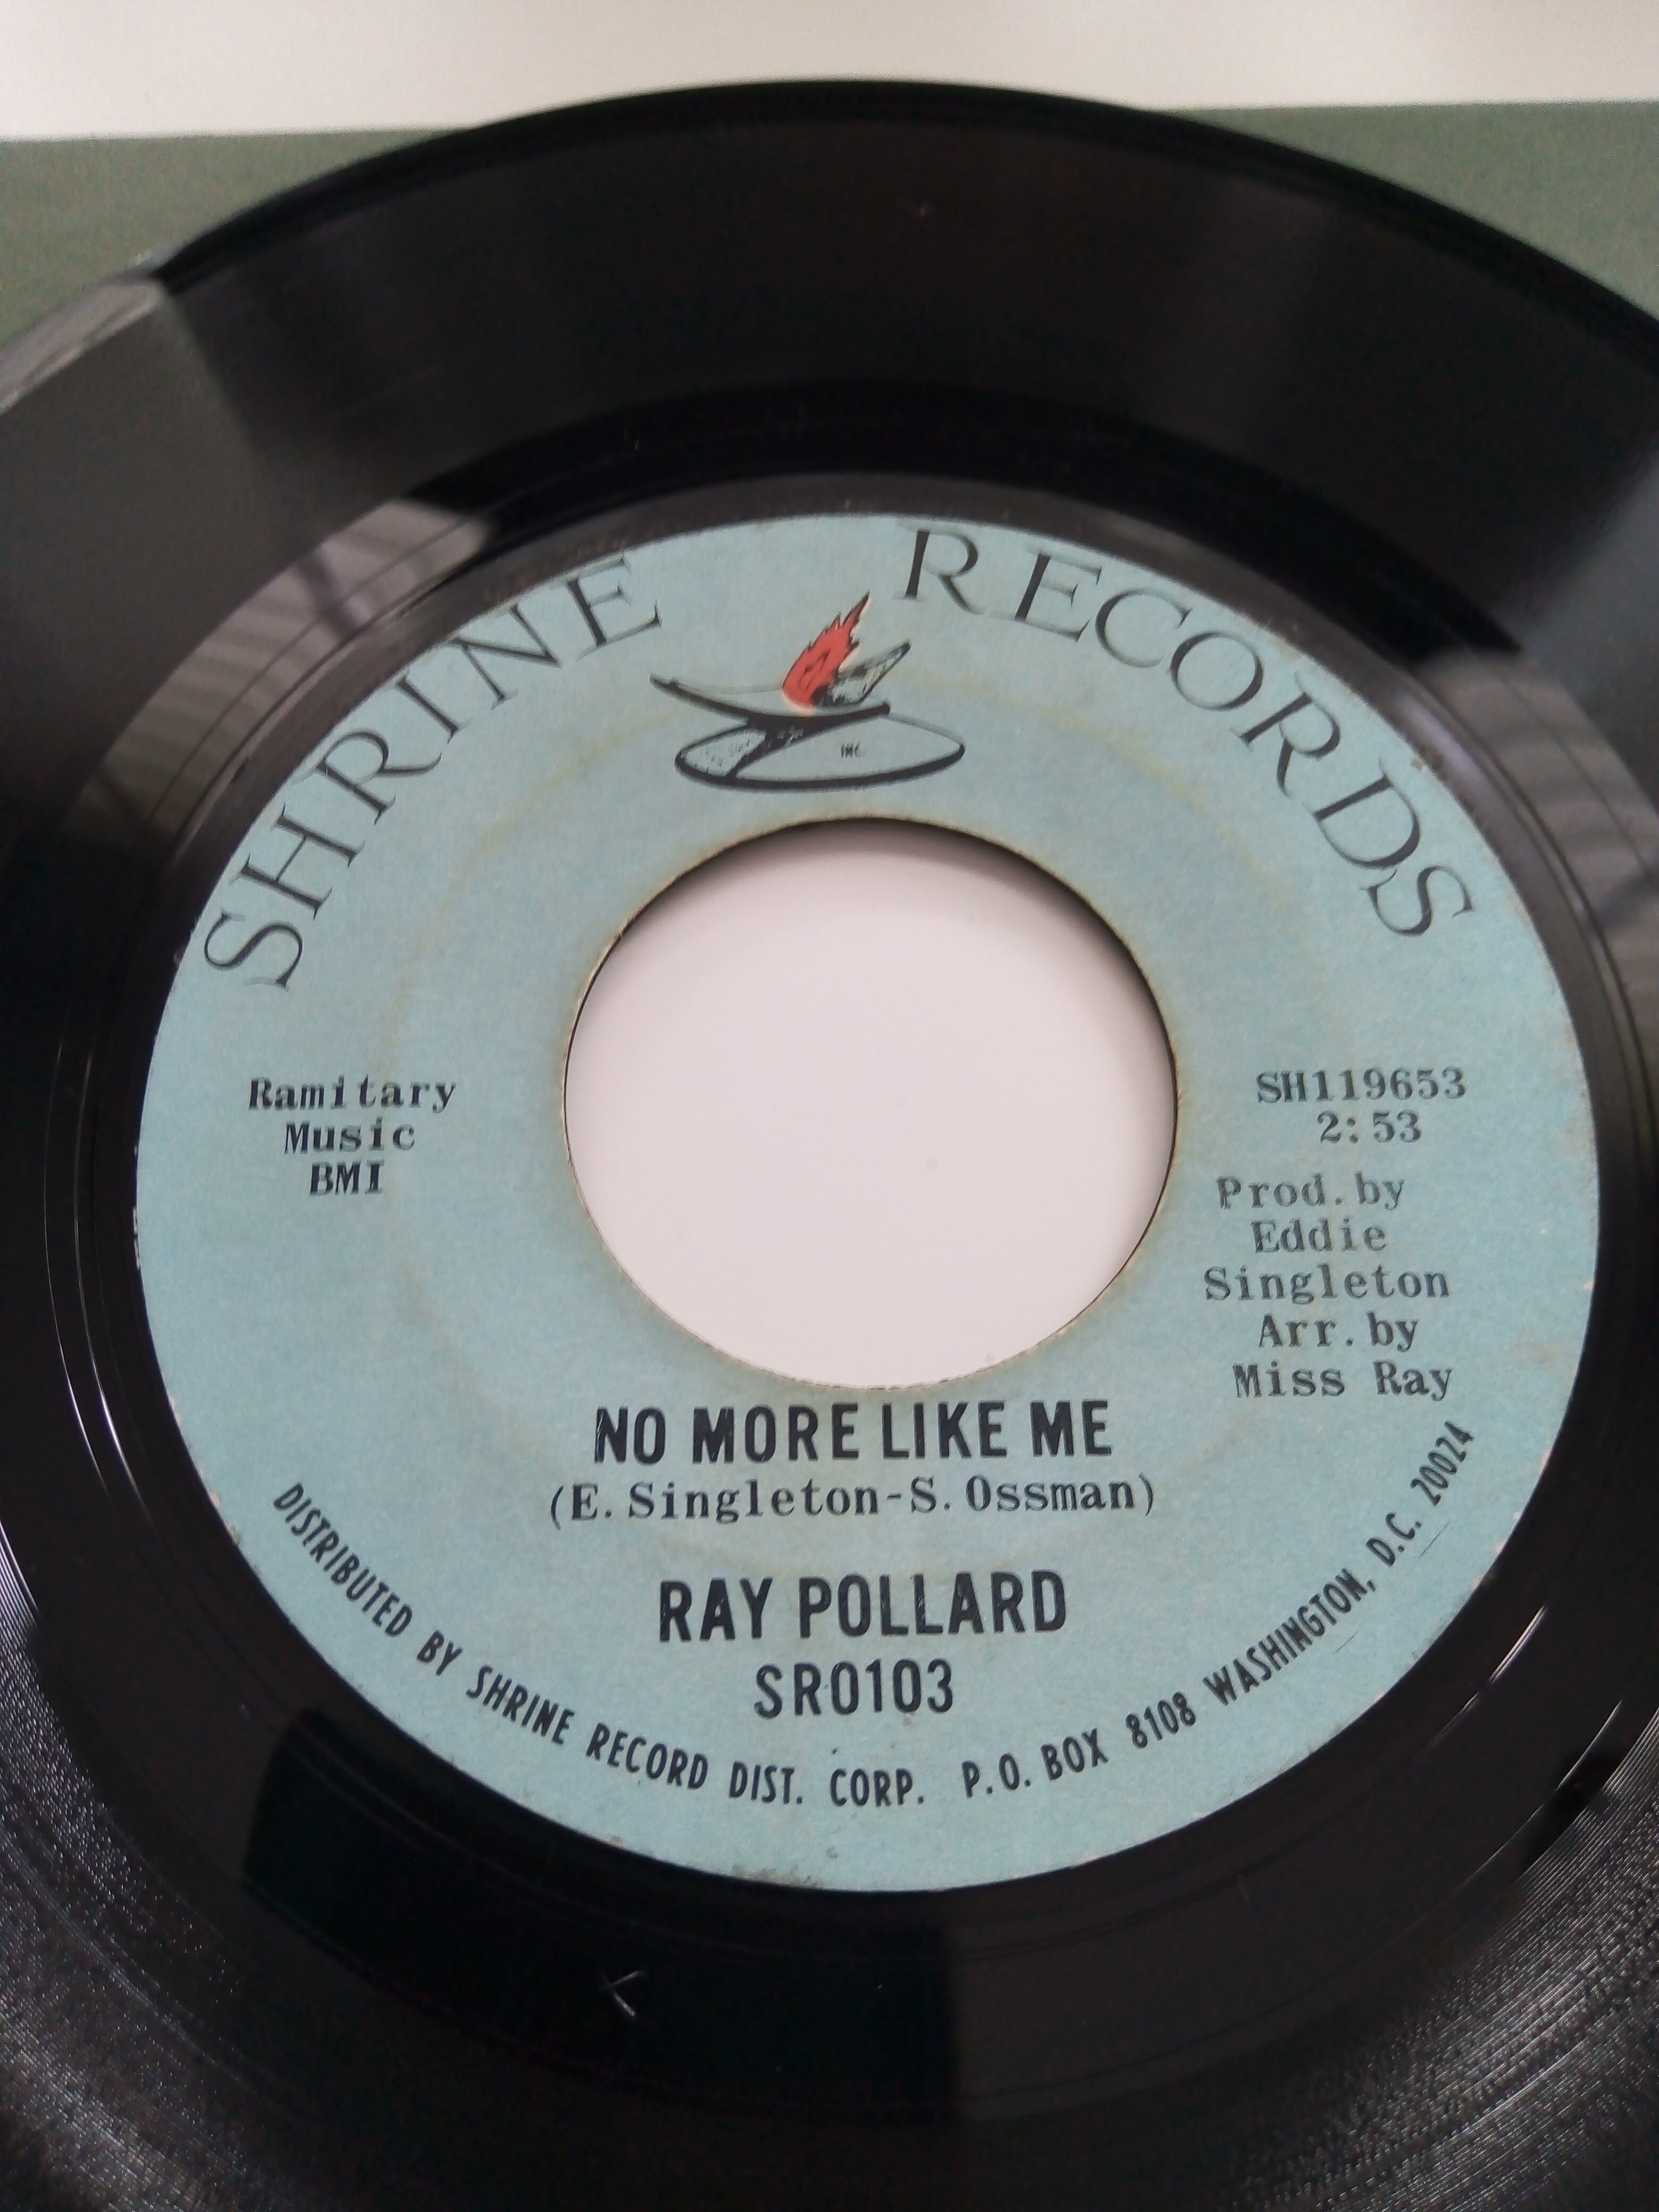 SHRINE RECORDS
INC.
Ramitary
Music
BMI
SH119653
2:53
Prod. by
Eddie
Singleton
Arr. by
Miss Ray
NO MORE LIKE ME
(E. Singleton-S. Ossman)
RAY POLLARD
SR0103
DISTRIBUTED BY SHRINE RECORD DIST. CORP. P.O. BOX 8108 WASHINGTON, D.C. 20024